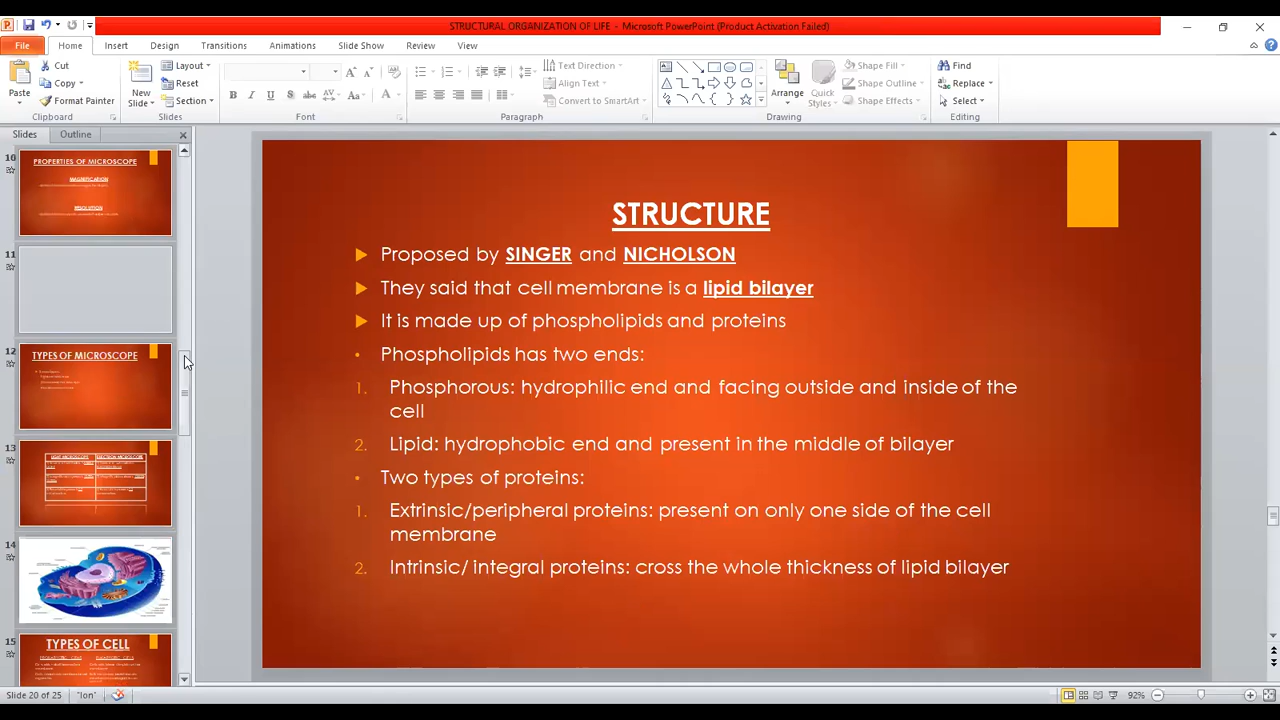 STRUCTURAL ORGANIZATION OF LIFE - Microsoft PowerPoint (Product Activation Failed)
File Home Insert Design Transitions Animations Slide Show Review View
Paste
Cut
Copy
Format Painter
Clipboard
New
Slide
Layout
Reset
Section
Slides
Font
Text Direction
Align Text
Convert to SmartArt
Paragraph
Arrange
Quick
Styles
Shape Fill
Shape Outline
Shape Effects
Drawing
Find
Replace
Select
Editing
Slides Outline
10
PROPERTIES OF MICROSCOPE
MAGNIFICATION
RESOLUTION
11
12
TYPES OF MICROSCOPE
13
14
15
TYPES OF CELL
STRUCTURE
Proposed by SINGER and NICHOLSON
They said that cell membrane is a lipid bilayer
It is made up of phospholipids and proteins
• Phospholipids has two ends:
1. Phosphorous: hydrophilic end and facing outside and inside of the
cell
2. Lipid: hydrophobic end and present in the middle of bilayer
• Two types of proteins:
1. Extrinsic/peripheral proteins: present on only one side of the cell
membrane
2. Intrinsic/ integral proteins: cross the whole thickness of lipid bilayer
Slide 20 of 25 "Ion" 92%